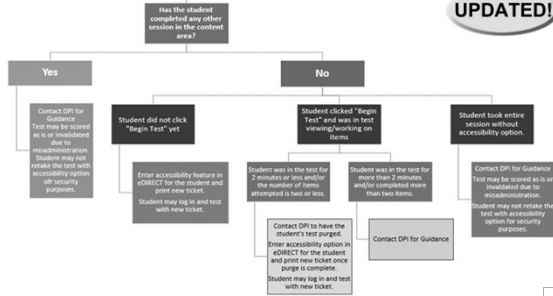 UPDATED!
Has the student
completed any other
session in the content
area?
Yes
No
Contact DPI for
Guidance
Test may be scored
as is or invalidated
due to
misadministration.
Student may not
retake the test with
accessibility option
ofr security
purposes.
Student did not click
"Begin Test" yet
Enter accessibility feature in
eDIRECT for the student and
print new ticket.
Student may log in and test
with new ticket.
Student clicked "Begin
Test" and was in test
viewing/working on
items
Student was in the test for
2 minutes or less and/or
the number of items
attempted is two or less.
Contact DPI to have the
student's test purged.
Enter accessibility option in
eDIRECT for the student
and print new ticket once
purge is complete.
Student may log in and test
with new ticket.
Student was in the test for
more than 2 minutes
and/or completed more
than two items.
Contact DPI for Guidance
Student took entire
session without
accessibility option.
Contact DPI for Guidance
Test may be scored as is or
invalidated due to
misadministration.
Student may not retake the
test with accessibility
option for security
purposes.